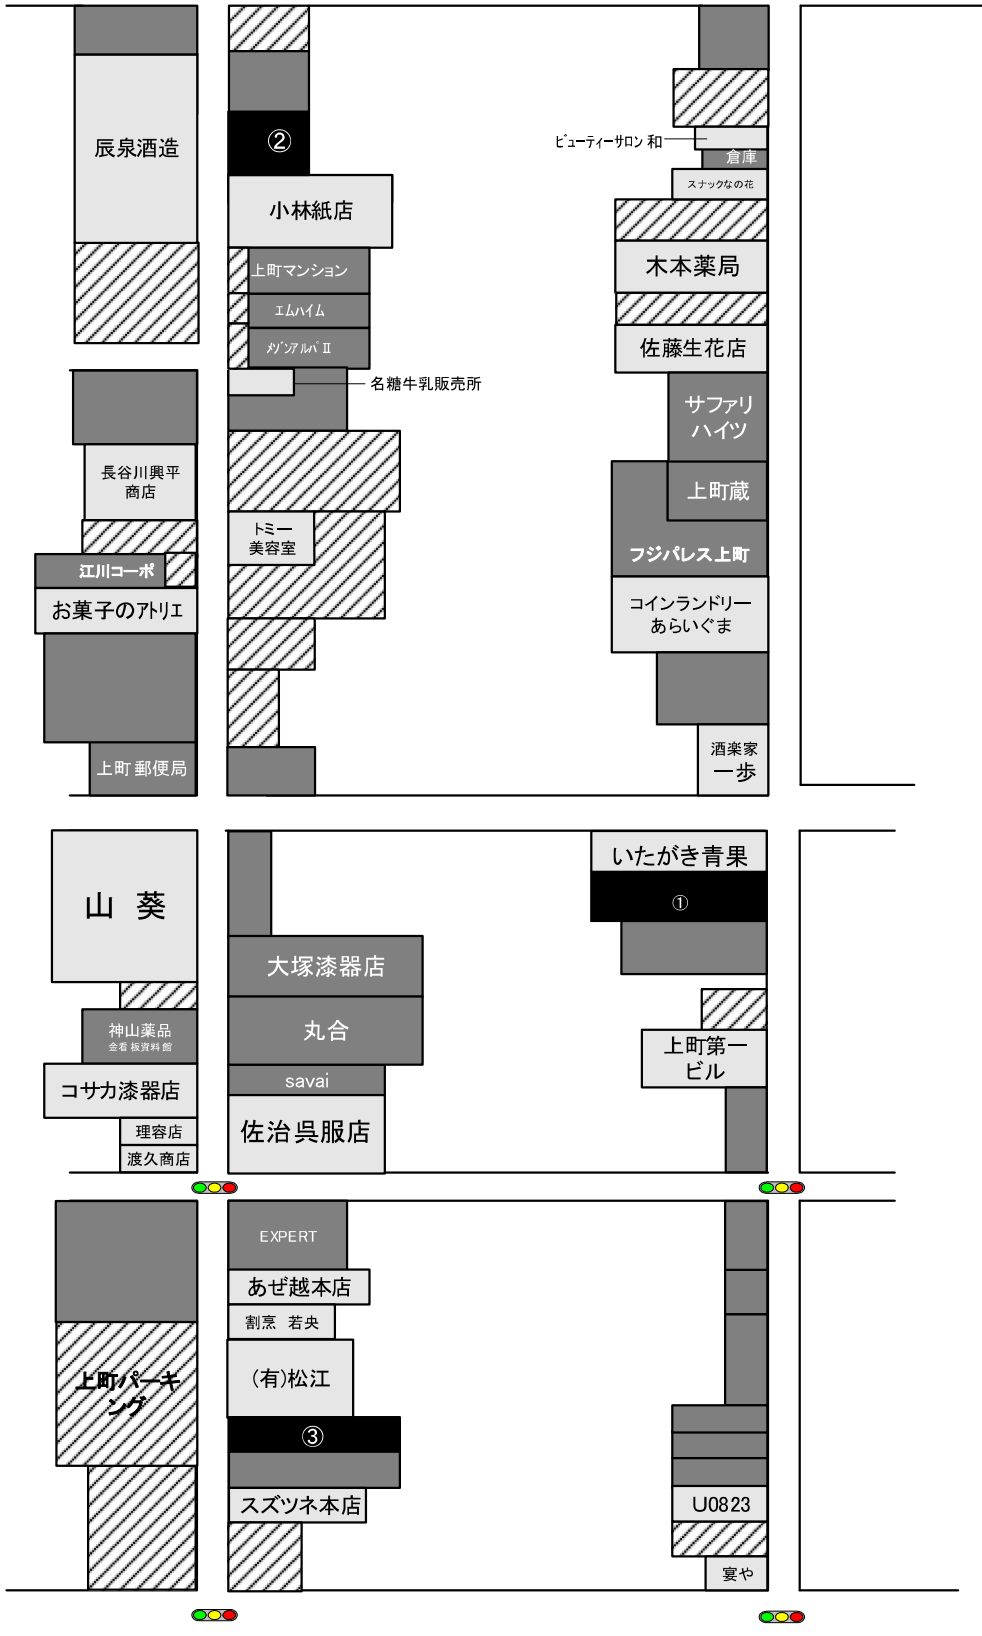 辰泉酒造
②
小林紙店
上町マンション
エムハイム
ﾒｿﾞﾝｱﾙﾊﾟⅡ
名糖牛乳販売所
ﾋﾞｭｰﾃｨｰサロン 和
倉庫
スナックなの花
木本薬局
佐藤生花店
サファリ
ハイツ
上町蔵
フジパレス上町
コインランドリー
あらいぐま
酒楽家
一歩
長谷川興平
商店
江川コーポ
お菓子のアトリエ
上町郵便局
トミー
美容室
山 葵
神山薬品
金看板資料館
コサカ漆器店
理容店
渡久商店
大塚漆器店
丸合
savai
佐治呉服店
いたがき青果
①
上町第一
ビル
上町パーキ
ング
EXPERT
あぜ越本店
割烹 若央
(有)松江
③
スズツネ本店
U0823
宴や